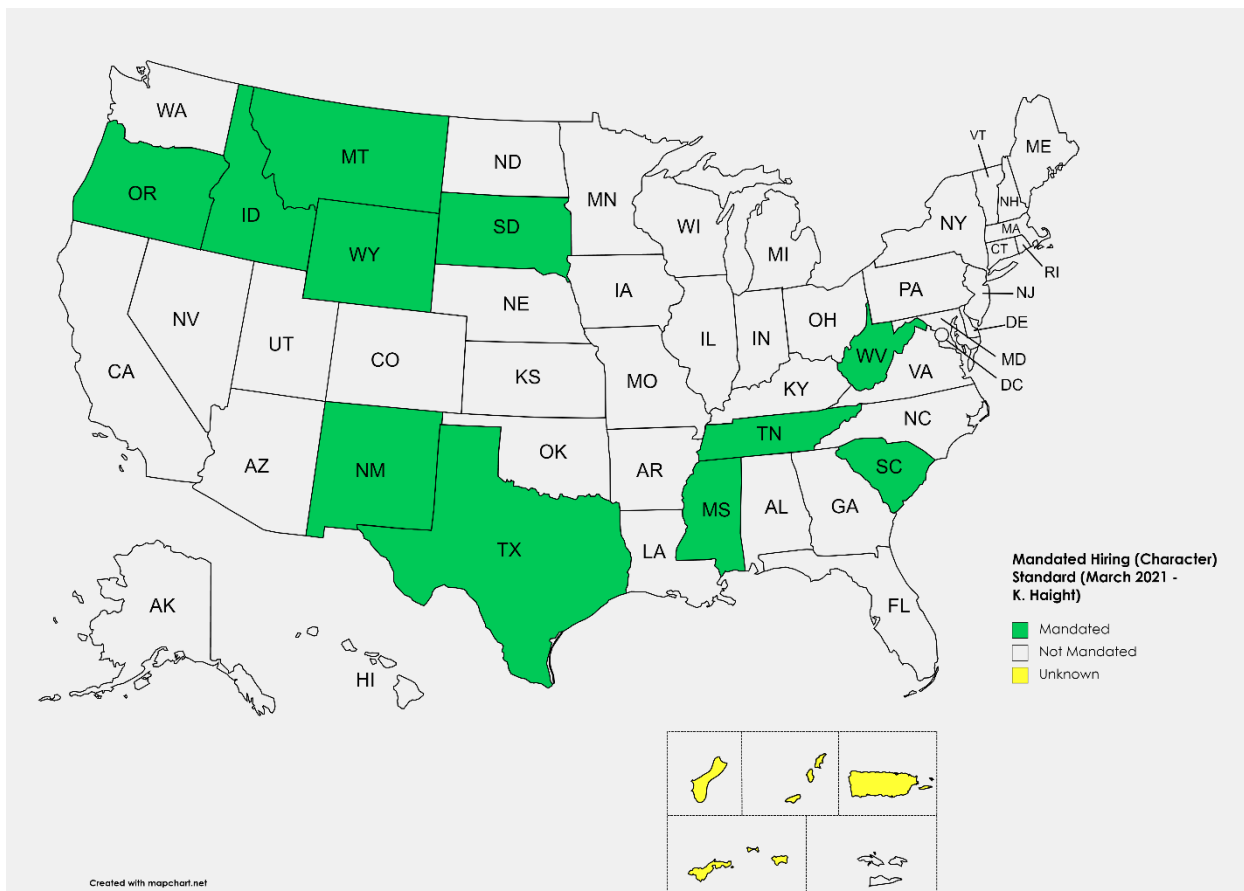 WA
MT
ND
MN
VT
ME
OR
ID
SD
WI
NH
NY
MA
WY
MI
CT
RI
IA
PA
NJ
NE
NV
OH
DE
UT
IL
IN
CO
WV
MD
CA
KS
MO
VA
DC
KY
NC
TN
AZ
NM
OK
AR
SC
MS
AL
GA
TX
LA
AK
FL
HI
Mandated Hiring (Character)
Standard (March 2021 -
K. Haight)
Mandated
Not Mandated
Unknown
Created with mapchart.net